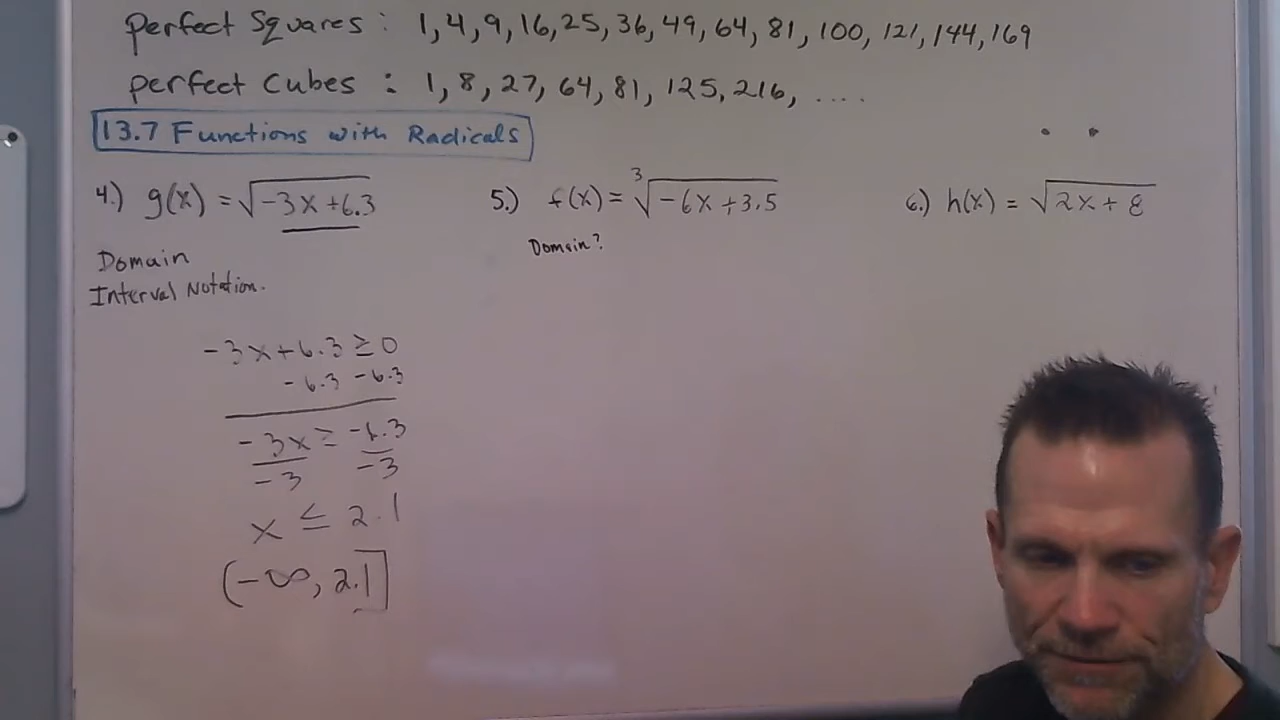 perfect Squares: 1, 4, 9, 16, 25, 36, 49, 64, 81, 100, 121, 144, 169
perfect Cubes: 1, 8, 27, 64, 81, 125, 216, ....
13.7 Functions with Radicals
4.) g(x) = √-3x+6.3
Domain
Interval Notation.
-3x+6.3 ≥ 0
-6.3 -6.3
-3x ≥ -6.3
-3 -3
x ≤ 2.1
(-∞, 2.1]
5.) f(x) = ³√-6x+3.5
Domain?
6.) h(x) = √2x+8